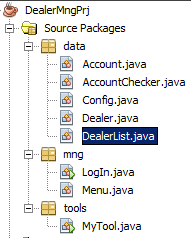 DealerMngPrj
Source Packages
data
Account.java
AccountChecker.java
Config.java
Dealer.java
DealerList.java
mng
LogIn.java
Menu.java
tools
MyTool.java